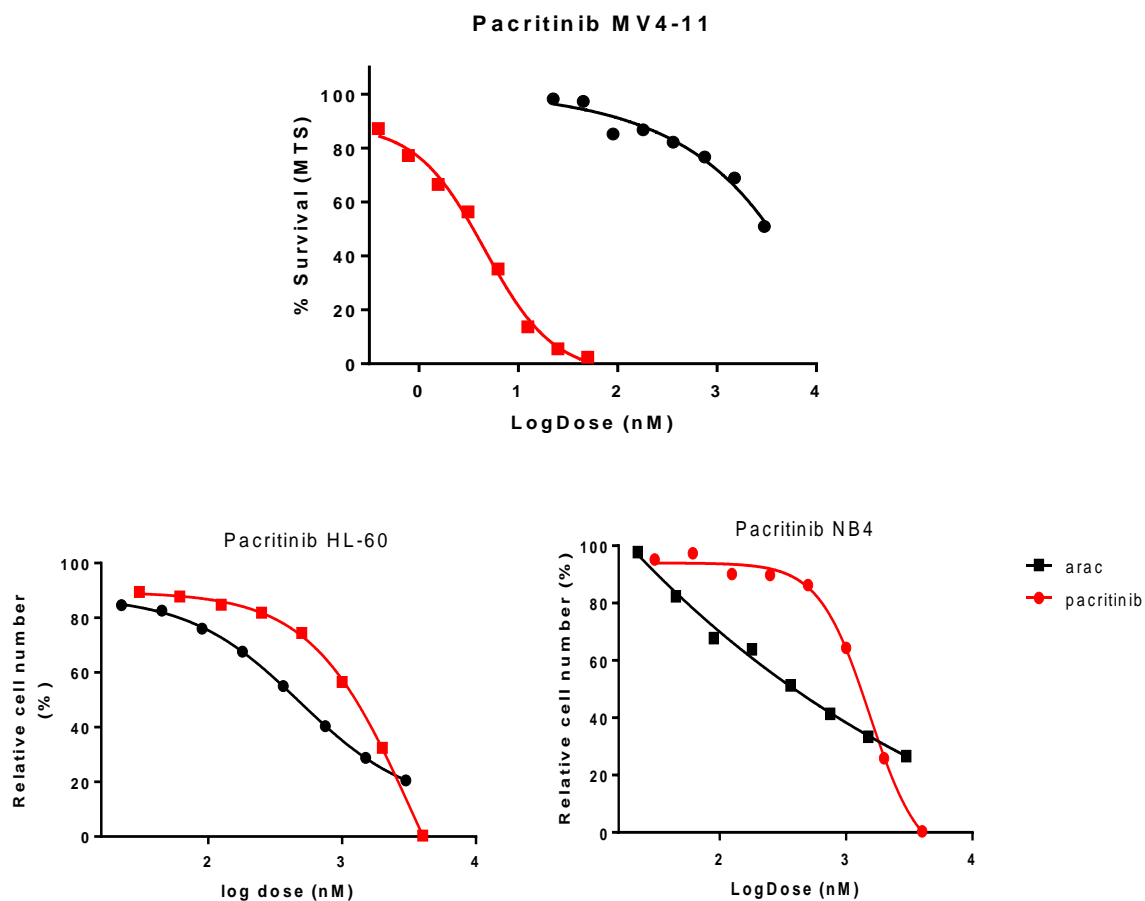 Pacritinib MV4-11
% Survival (MTS)
100
80
60
40
20
0
0 1 2 3 4
LogDose (nM)
Pacritinib HL-60
Relative cell number
(%)
100
80
60
40
20
0
2 3 4
log dose (nM)
Pacritinib NB4
Relative cell number (%)
100
80
60
40
20
0
2 3 4
LogDose (nM)
arac
pacritinib